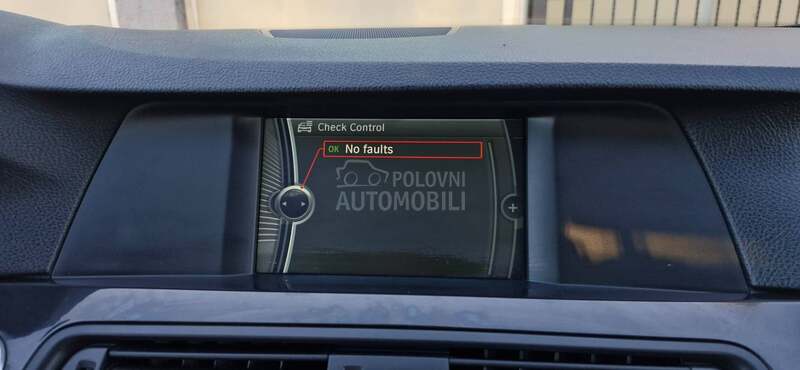 Check Control
OK No faults
POLOVNI
AUTOMOBILI
+